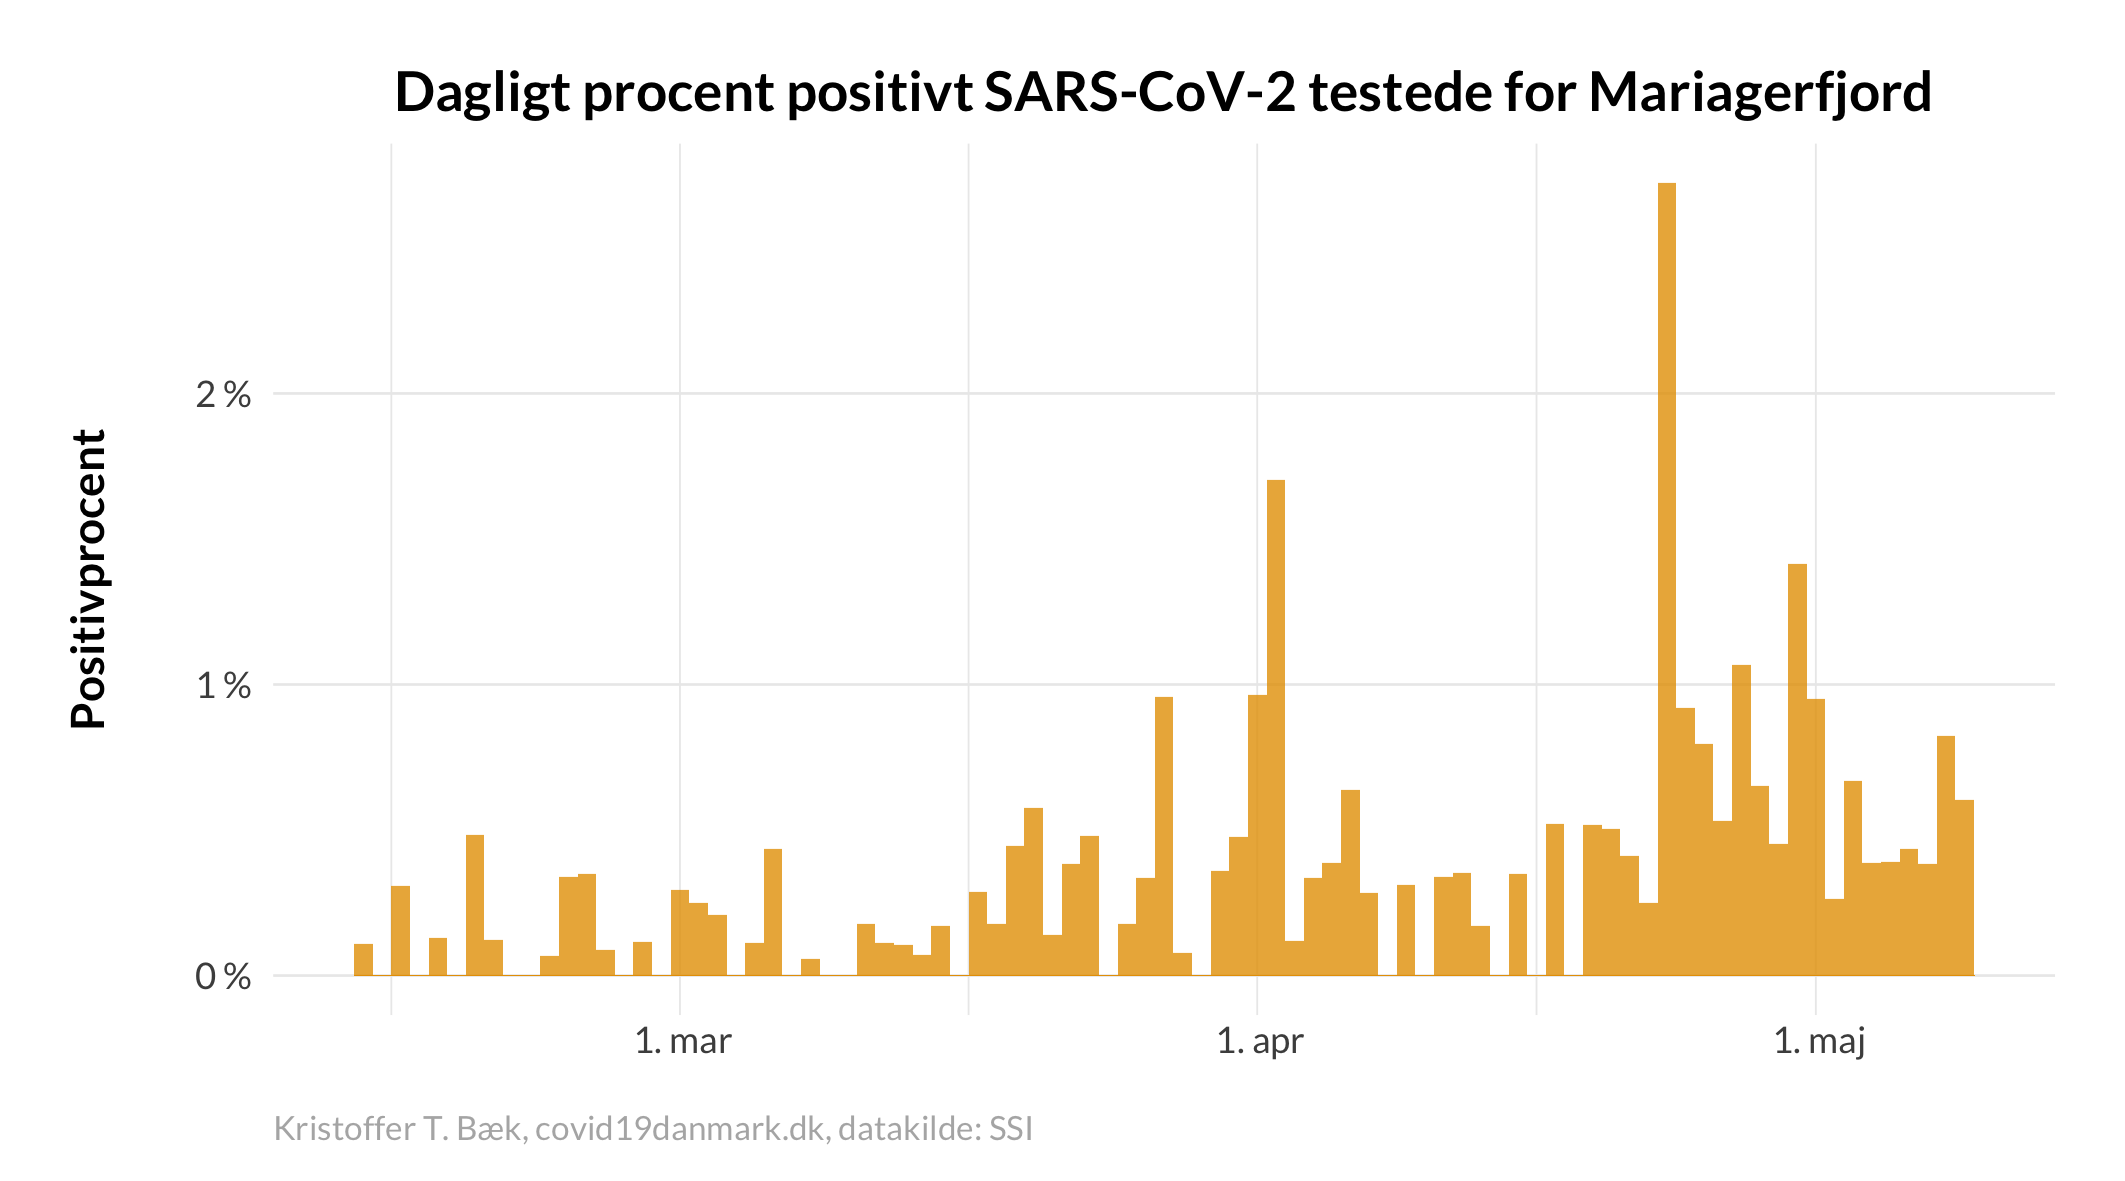 Dagligt procent positivt SARS-CoV-2 testede for Mariagerfjord
Positivprocent
2 %
1 %
0 %
1. mar
1. apr
1. maj
Kristoffer T. Bæk, covid19danmark.dk, datakilde: SSI